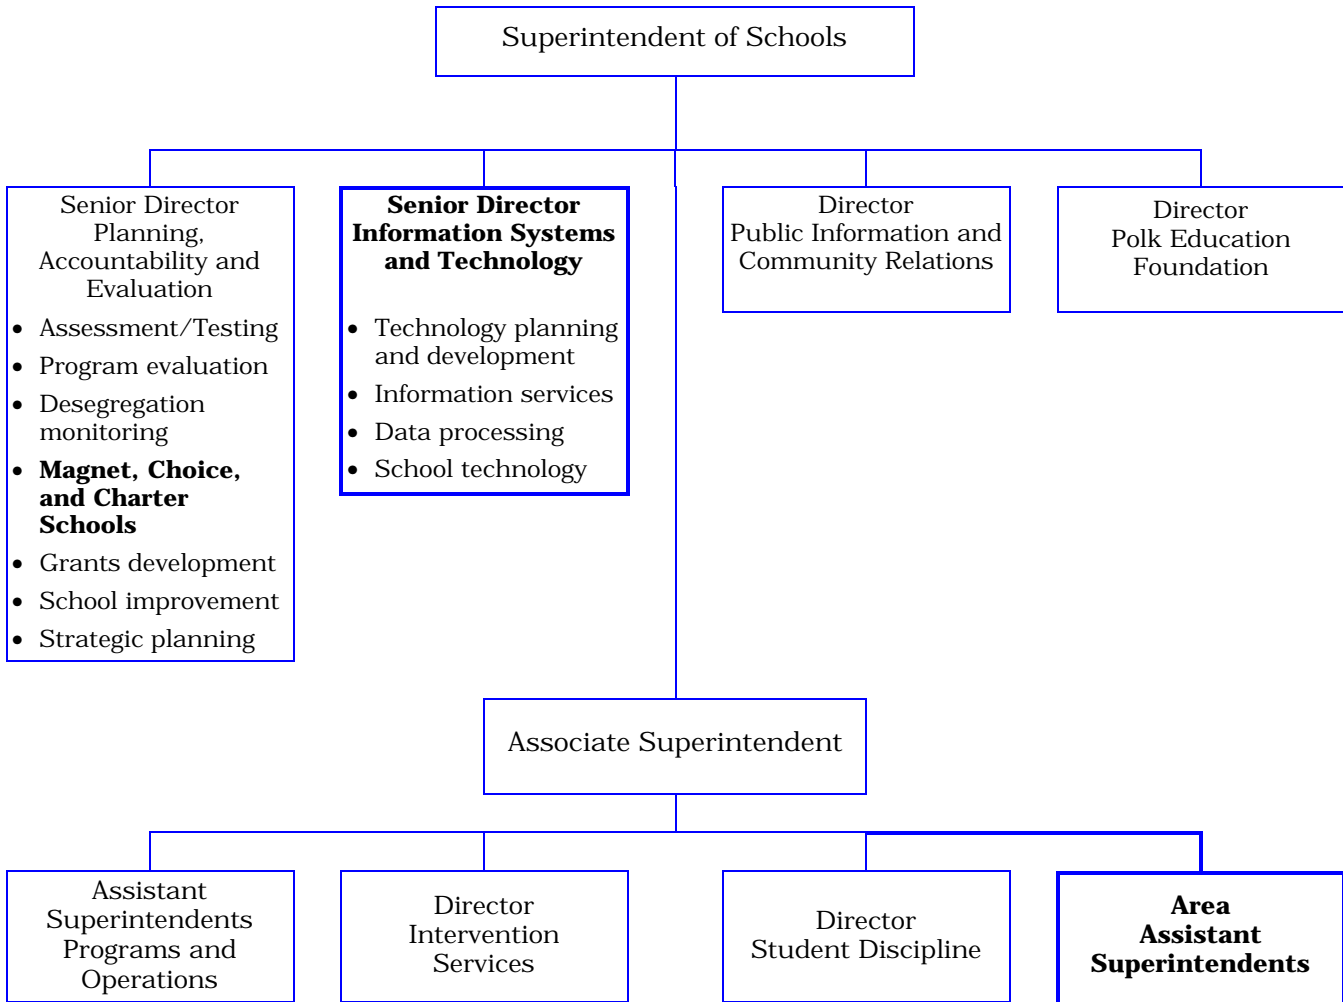 Superintendent of Schools
Senior Director
Planning,
Accountability and
Evaluation
• Assessment/Testing
• Program evaluation
• Desegregation
monitoring
• Magnet, Choice,
and Charter
Schools
• Grants development
• School improvement
• Strategic planning
Senior Director
Information Systems
and Technology
• Technology planning
and development
• Information services
• Data processing
• School technology
Director
Public Information and
Community Relations
Director
Polk Education
Foundation
Associate Superintendent
Assistant
Superintendents
Programs and
Operations
Director
Intervention
Services
Director
Student Discipline
Area
Assistant
Superintendents